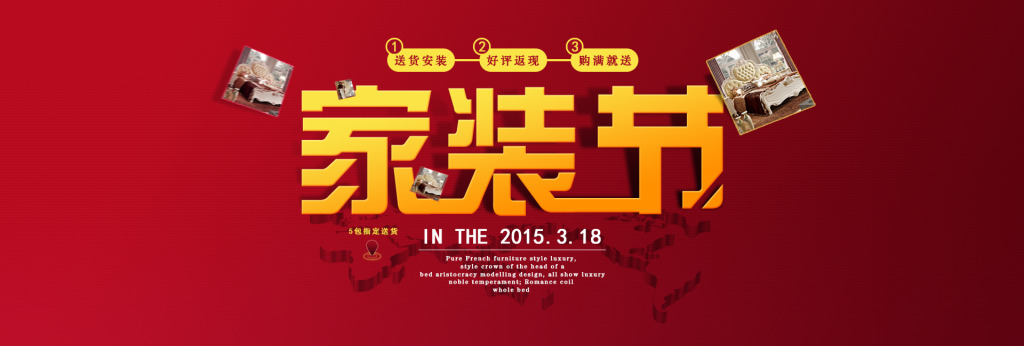 1 2 3
送货安装 好评返现 购满就送
家装节
5包指定送货
IN THE 2015.3.18
Pure French furniture style luxury,
style crown of the head of a
bed aristocracy modelling design, all show luxury
noble temperament; Romance coil
whole bed